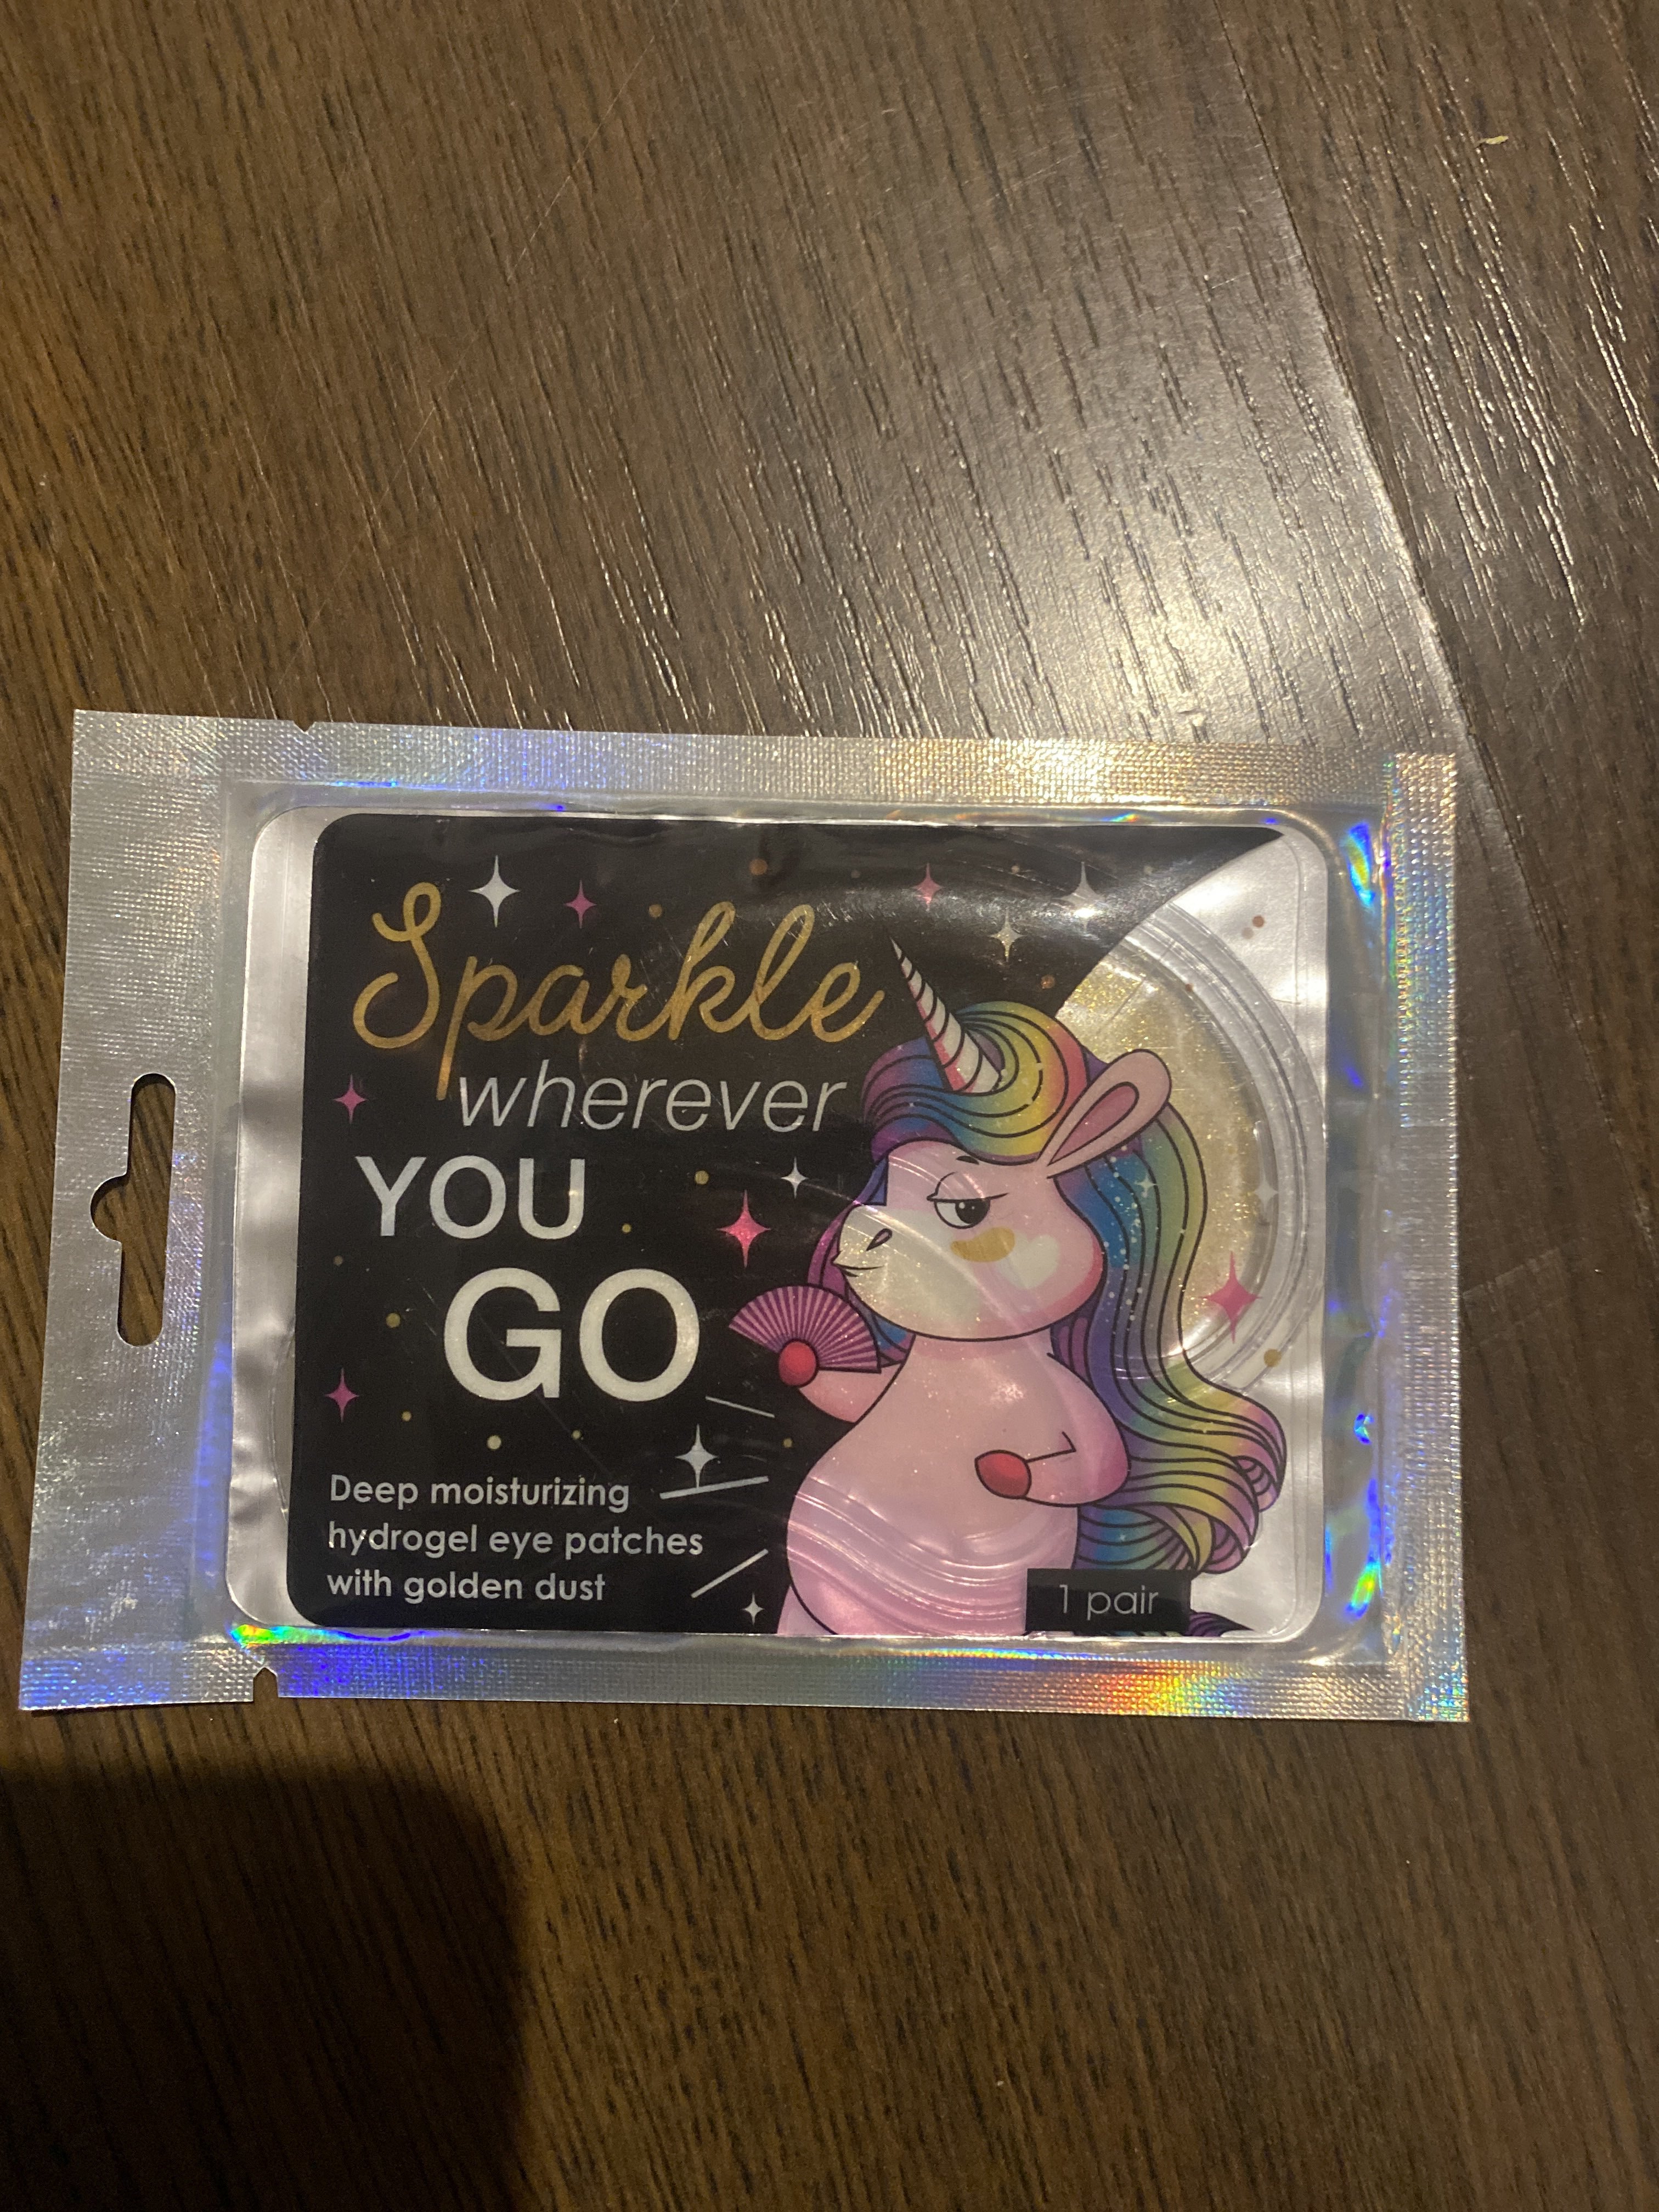 Sparkle
wherever
YOU
GO
Deep moisturizing
hydrogel eye patches
with golden dust
1 pair